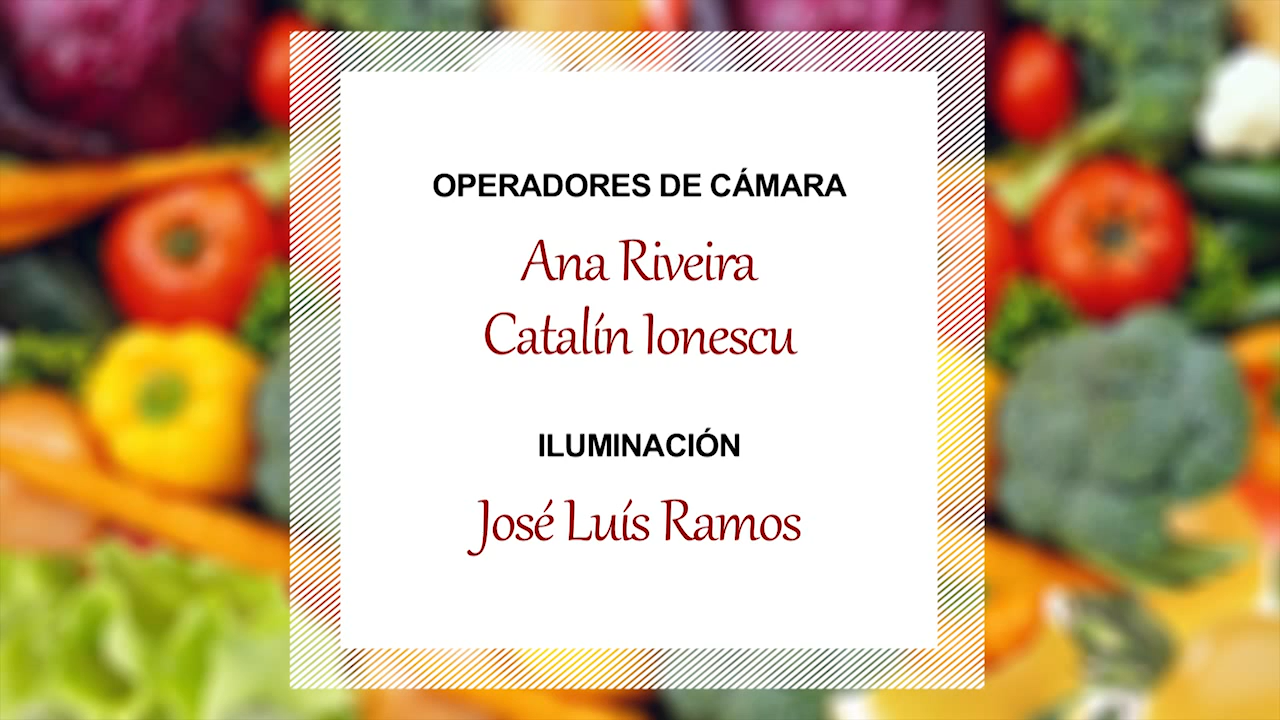 OPERADORES DE CÁMARA
Ana Riveira
Catalín Ionescu
ILUMINACIÓN
José Luís Ramos